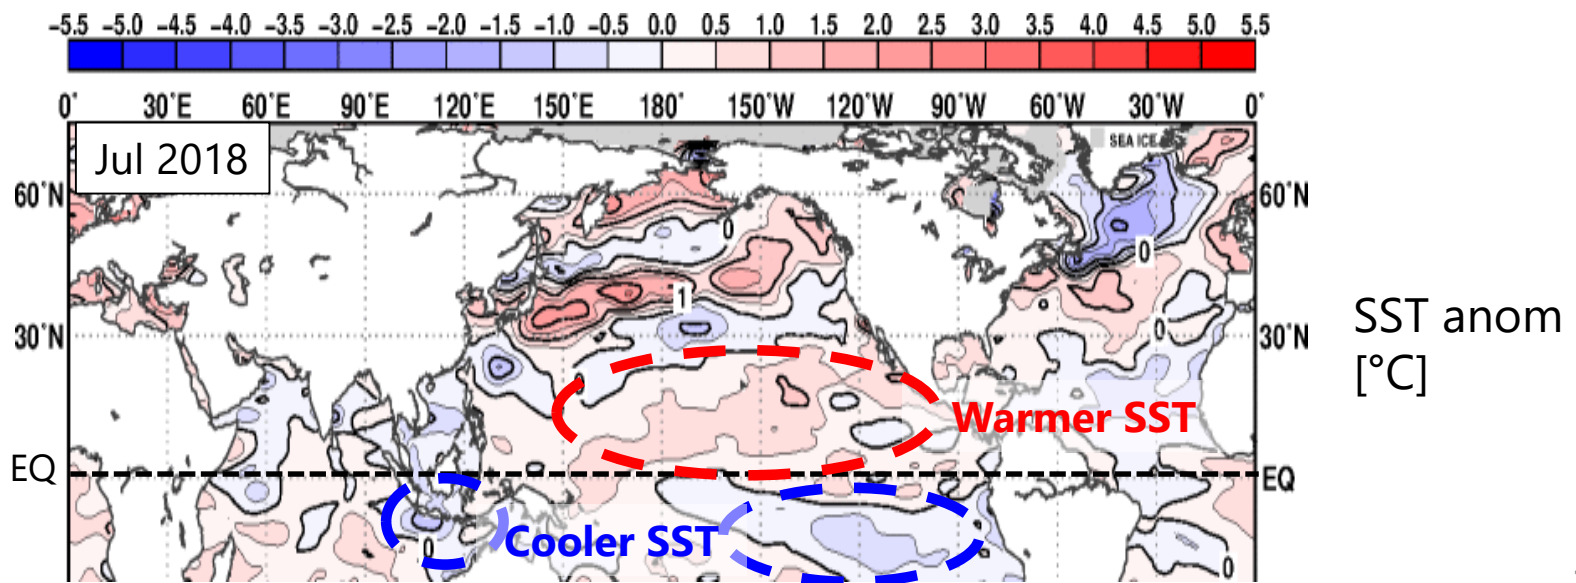 −5.5 −5.0 −4.5 −4.0 −3.5 −3.0 −2.5 −2.0 −1.5 −1.0 −0.5 0.0 0.5 1.0 1.5 2.0 2.5 3.0 3.5 4.0 4.5 5.0 5.5
0° 30°E 60°E 90°E 120°E 150°E 180° 150°W 120°W 90°W 60°W 30°W 0°
Jul 2018
SEA ICE
60°N 60°N
0
0
1
SST anom
[°C]
30°N 0 30°N
Warmer SST
EQ EQ
Cooler SST
0
0